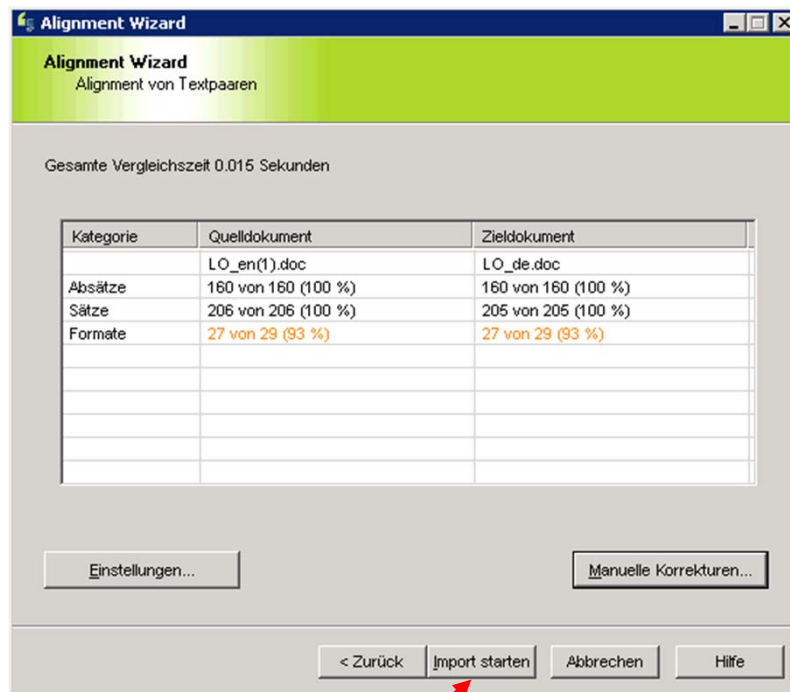 Alignment Wizard
Alignment Wizard
Alignment von Textpaaren
Gesamte Vergleichszeit 0.015 Sekunden
Kategorie Quelldokument Zieldokument
LO_en(1).doc LO_de.doc
Absätze 160 von 160 (100 %) 160 von 160 (100 %)
Sätze 206 von 206 (100 %) 205 von 205 (100 %)
Formate 27 von 29 (93 %) 27 von 29 (93 %)
Einstellungen... Manuelle Korrekturen...
< Zurück Import starten Abbrechen Hilfe